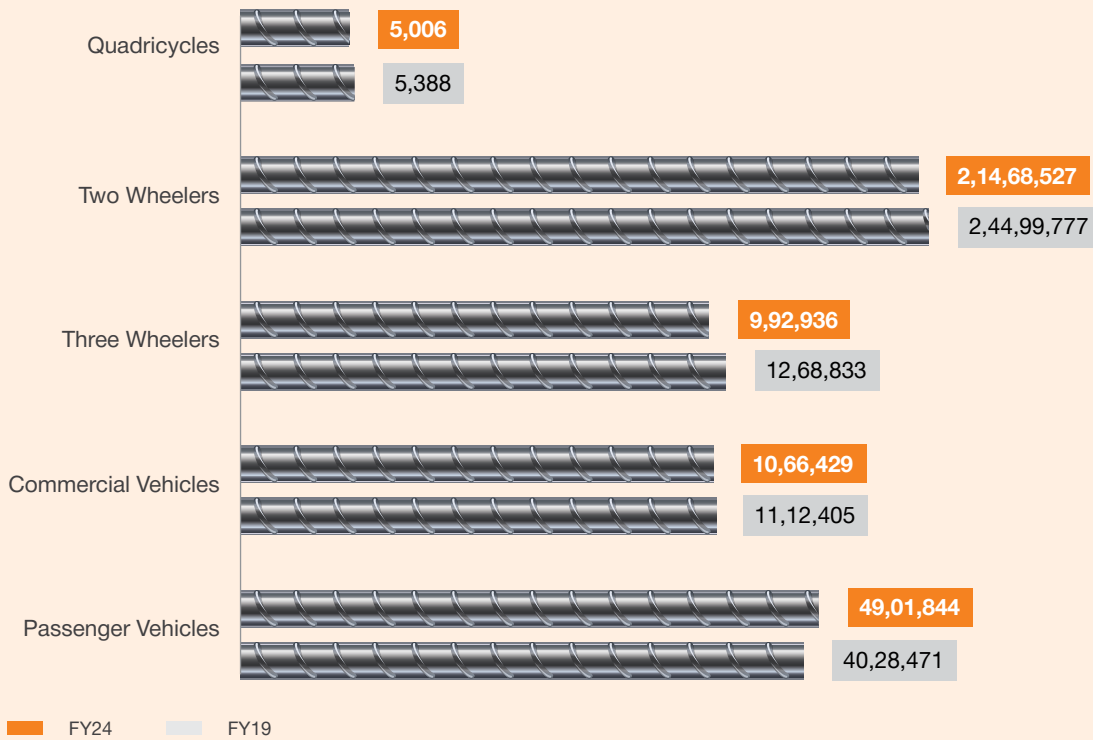 Quadricycles
5,006
5,388
Two Wheelers
2,14,68,527
2,44,99,777
Three Wheelers
9,92,936
12,68,833
Commercial Vehicles
10,66,429
11,12,405
Passenger Vehicles
49,01,844
40,28,471
FY24 FY19